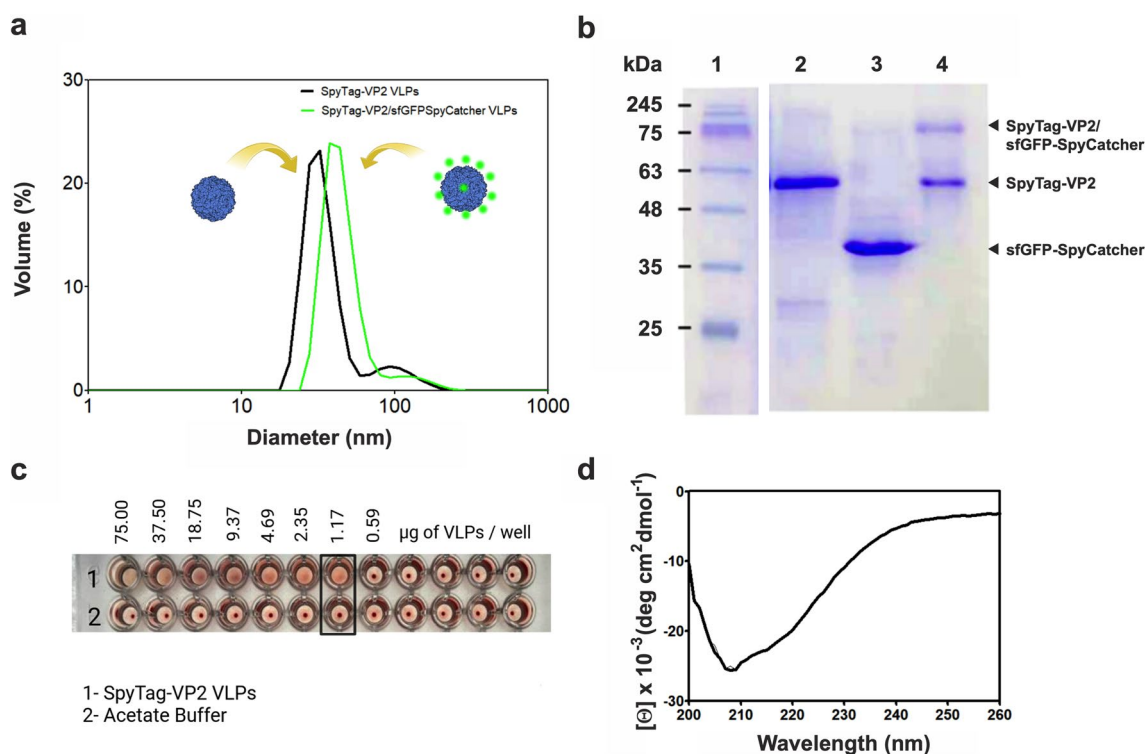 a
30
20
10
0
1
10
100
1000
Volume (%)
Diameter (nm)
SpyTag-VP2 VLPs
SpyTag-VP2/sfGFPSpyCatcher VLPs
b
kDa 1 2 3 4
245
75
63
48
35
25
SpyTag-VP2/
sfGFP-SpyCatcher
SpyTag-VP2
sfGFP-SpyCatcher
c
75.00 37.50 18.75 9.37 4.69 2.35 1.17 0.59 µg of VLPs / well
1
2
1- SpyTag-VP2 VLPs
2- Acetate Buffer
d
0
-10
-20
-30
200 210 220 230 240 250 260
[Θ] x 10⁻³ (deg cm² dmol⁻¹)
Wavelength (nm)